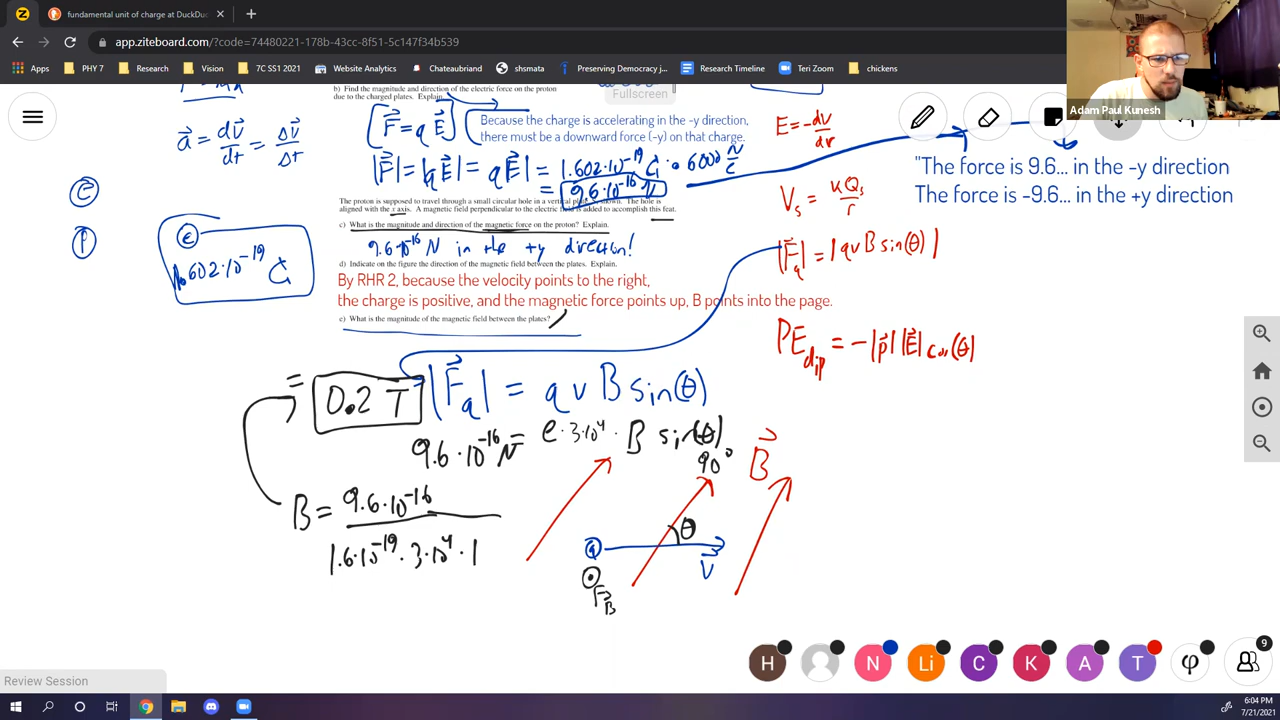 fundamental unit of charge at DuckDu
app.ziteboard.com/?code=74480221-178b-43cc-8f51-5c147f34b539
Apps
PHY 7
Research
Vision
7C SS1 2021
Website Analytics
Chatea
shsmata
Preserving Democracy j
Research Timeline
Teri Zoom
chickens
Adam Paul Kunesh
b) Find the magnitude and direction of the electric force on the proton
due to the charged plates. Explain.
Fullscreen
a⃗ = dv⃗/dt = Δv⃗/Δt
[F⃗ = q E⃗]
Because the charge is accelerating in the -y direction,
there must be a downward force (-y) on that charge.
E = -dV/dr
|F⃗| = |qE⃗| = q|E⃗| = 1.602·10⁻¹⁹ C · 6000 N/C
= 9.6·10⁻¹⁶ N
"The force is 9.6... in the -y direction
The force is -9.6... in the +y direction
The proton is supposed to travel through a small circular hole in a vertical plate, shown. The hole is
aligned with the x axis. A magnetic field perpendicular to the electric field is added to accomplish this feat.
Vs = kQs/r
c) What is the magnitude and direction of the magnetic force on the proton? Explain.
9.6·10⁻¹⁶ N in the +y direction!
|F⃗q| = |qvB sin(θ)|
e
p
e
1.602·10⁻¹⁹ C
d) Indicate on the figure the direction of the magnetic field between the plates. Explain.
By RHR 2, because the velocity points to the right,
the charge is positive, and the magnetic force points up, B points into the page.
e) What is the magnitude of the magnetic field between the plates?
PEdip = -|p⃗||E⃗|cos(θ)
= 0.2 T
|F⃗q| = qvB sin(θ)
9.6·10⁻¹⁶ N = e·3·10⁴·B sin(θ)
90°
B⃗
B = 9.6·10⁻¹⁶ / 1.6·10⁻¹⁹·3·10⁴·1
q
θ
v⃗
F⃗B
H
N
Li
C
K
A
T
φ
9
Review Session
6:04 PM
7/21/2021